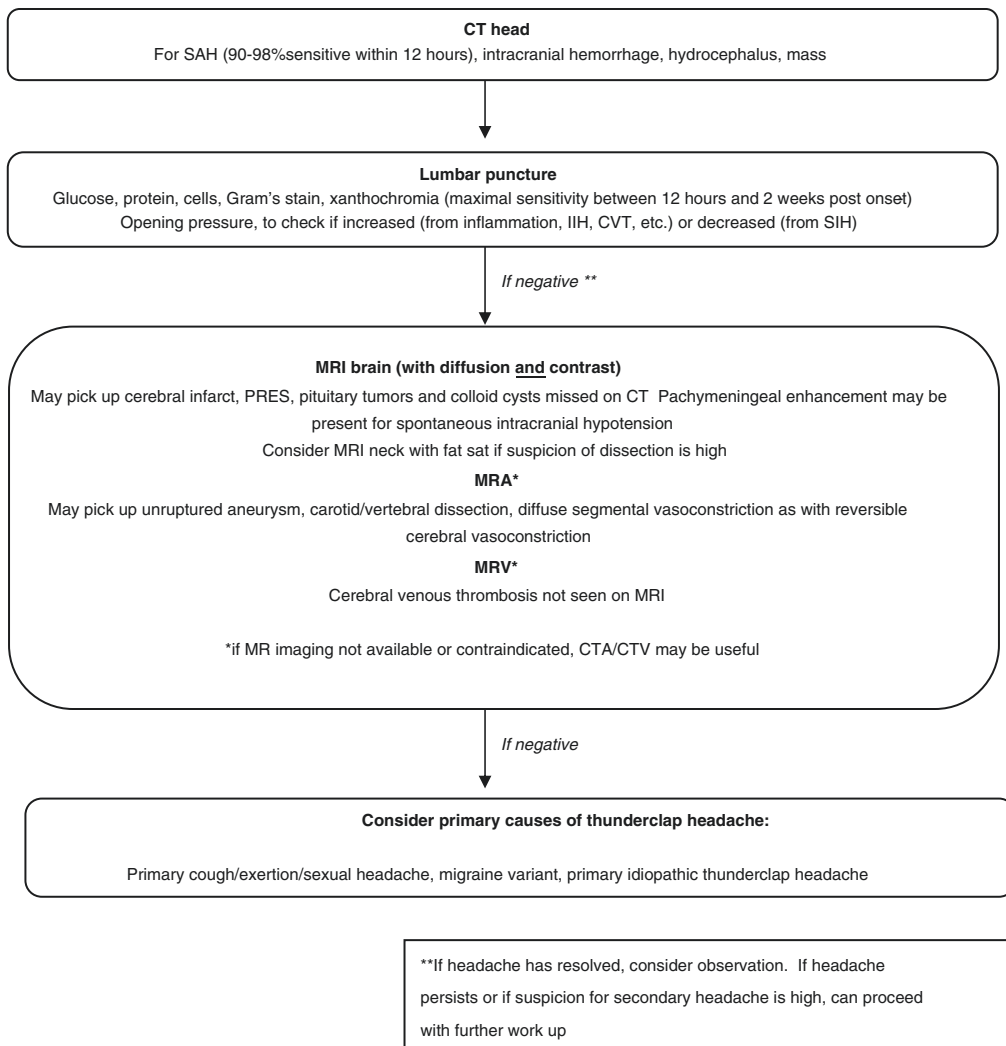 CT head
For SAH (90-98%sensitive within 12 hours), intracranial hemorrhage, hydrocephalus, mass
Lumbar puncture
Glucose, protein, cells, Gram's stain, xanthochromia (maximal sensitivity between 12 hours and 2 weeks post onset)
Opening pressure, to check if increased (from inflammation, IIH, CVT, etc.) or decreased (from SIH)
If negative **
MRI brain (with diffusion and contrast)
May pick up cerebral infarct, PRES, pituitary tumors and colloid cysts missed on CT Pachymeningeal enhancement may be
present for spontaneous intracranial hypotension
Consider MRI neck with fat sat if suspicion of dissection is high
MRA*
May pick up unruptured aneurysm, carotid/vertebral dissection, diffuse segmental vasoconstriction as with reversible
cerebral vasoconstriction
MRV*
Cerebral venous thrombosis not seen on MRI
*if MR imaging not available or contraindicated, CTA/CTV may be useful
If negative
Consider primary causes of thunderclap headache:
Primary cough/exertion/sexual headache, migraine variant, primary idiopathic thunderclap headache
**If headache has resolved, consider observation. If headache
persists or if suspicion for secondary headache is high, can proceed
with further work up